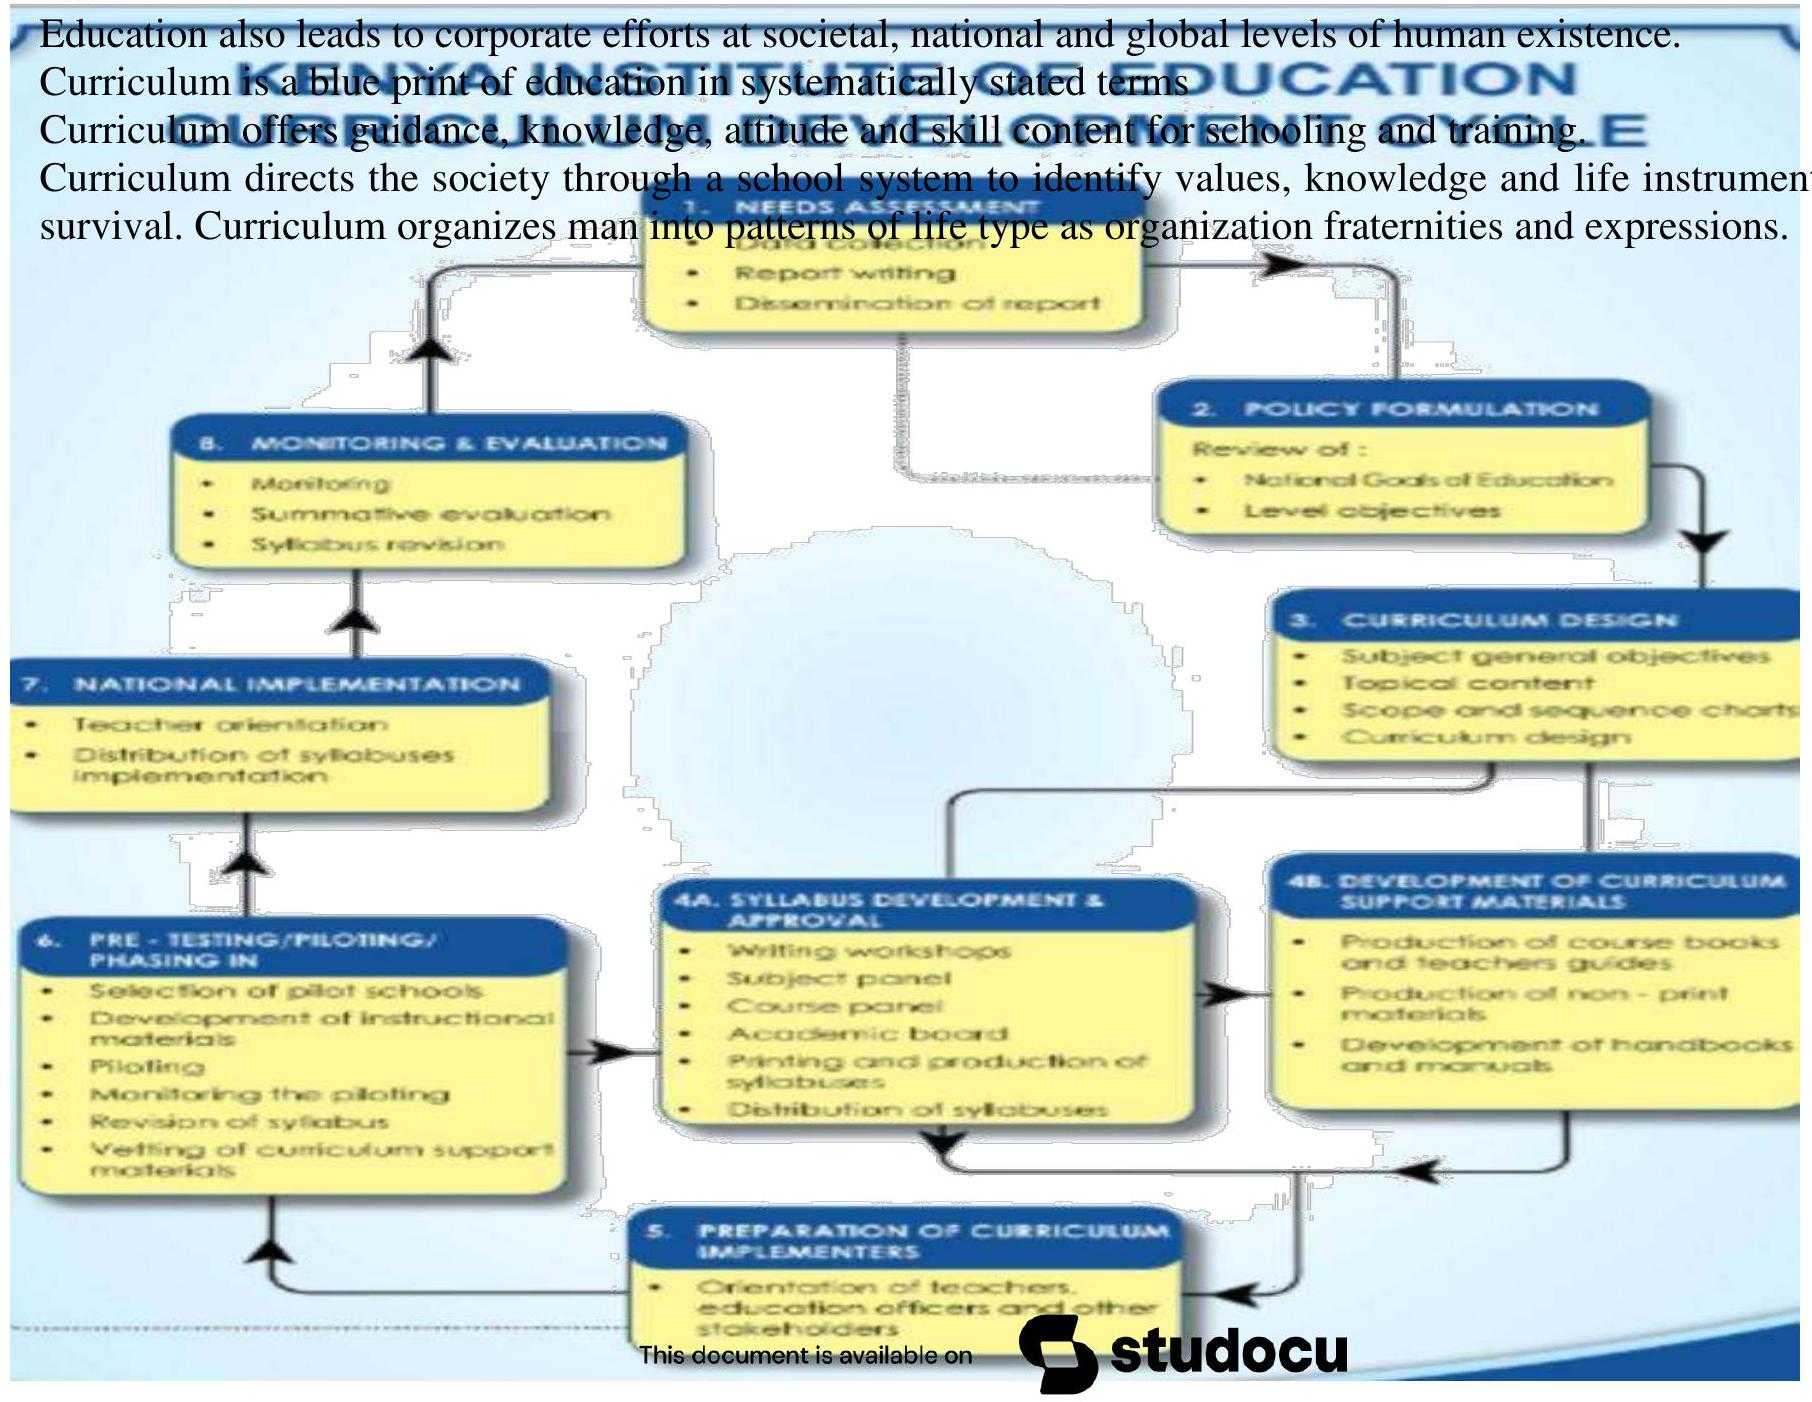 Education also leads to corporate efforts at societal, national and global levels of human existence.
Curriculum is a blue print of education in systematically stated terms
Curriculum offers guidance, knowledge, attitude and skill content for schooling and training.
Curriculum directs the society through a school system to identify values, knowledge and life instrument
survival. Curriculum organizes man into patterns of life type as organization fraternities and expressions.
KENYA INSTITUTE OF EDUCATION
CURRICULUM DEVELOPMENT CYCLE
1. NEEDS ASSESSMENT
• Data collection
• Report writing
• Dissemination of report
2. POLICY FORMULATION
Review of :
• National Goals of Education
• Level objectives
3. CURRICULUM DESIGN
• Subject general objectives
• Topical content
• Scope and sequence charts
• Curriculum design
4A. SYLLABUS DEVELOPMENT &
APPROVAL
• Writing workshops
• Subject panel
• Course panel
• Academic board
• Printing and production of
syllabuses
• Distribution of syllabuses
4B. DEVELOPMENT OF CURRICULUM
SUPPORT MATERIALS
• Production of course books
and teachers guides
• Production of non - print
materials
• Development of handbooks
and manuals
5. PREPARATION OF CURRICULUM
IMPLEMENTERS
• Orientation of teachers,
education officers and other
stakeholders
6. PRE - TESTING/PILOTING/
PHASING IN
• Selection of pilot schools
• Development of instructional
materials
• Piloting
• Monitoring the piloting
• Revision of syllabus
• Vetting of curriculum support
materials
7. NATIONAL IMPLEMENTATION
• Teacher orientation
• Distribution of syllabuses
implementation
8. MONITORING & EVALUATION
• Monitoring
• Summative evaluation
• Syllabus revision
This document is available on
studocu